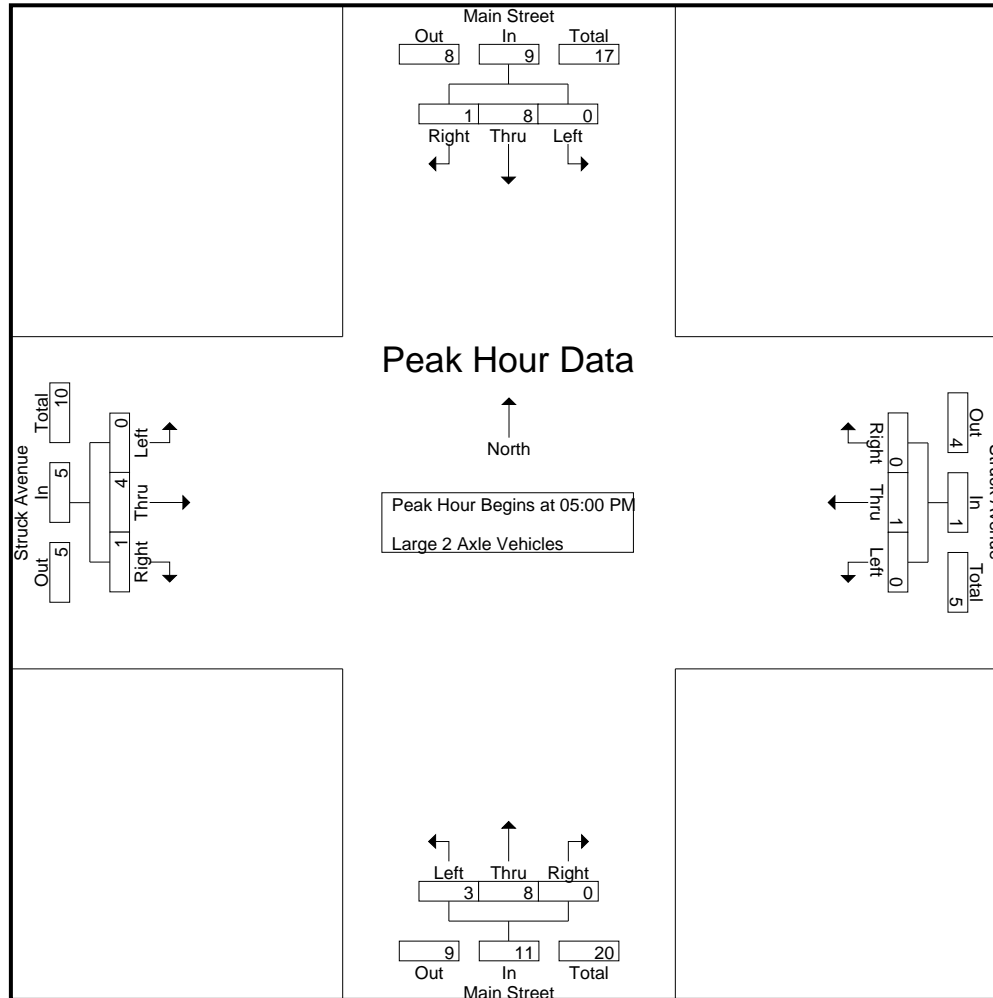 Main Street
Out In Total
8 9 17
1 8 0
Right Thru Left
Peak Hour Data
North
Peak Hour Begins at 05:00 PM
Large 2 Axle Vehicles
Struck Avenue
Out In Total
5 5 10
1 4 0
Right Thru Left
Out In Total
4 1 5
0 1 0
Right Thru Left
Left Thru Right
3 8 0
9 11 20
Out In Total
Main Street